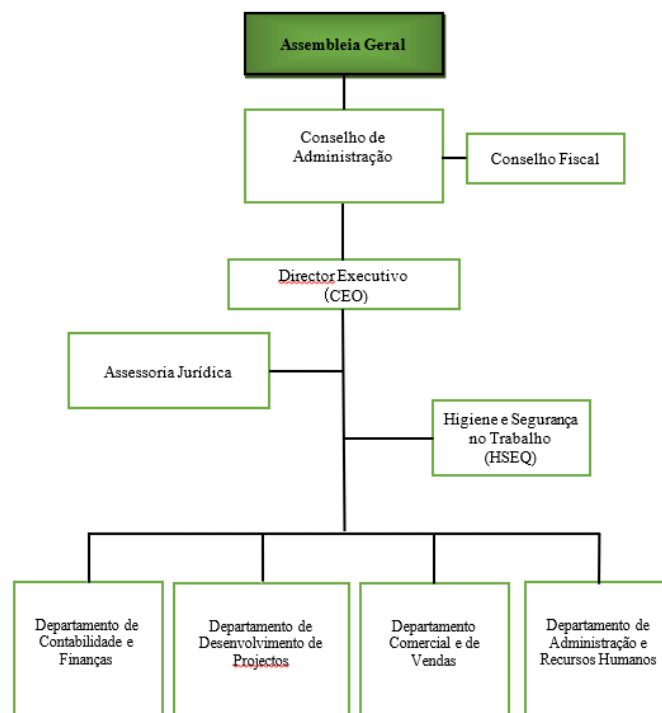 Assembleia Geral
Conselho de
Administração
Conselho Fiscal
Director Executivo
(CEO)
Assessoria Jurídica
Higiene e Segurança
no Trabalho
(HSEQ)
Departamento de
Contabilidade e
Finanças
Departamento de
Desenvolvimento de
Projectos
Departamento
Comercial e de
Vendas
Departamento de
Administração e
Recursos Humanos